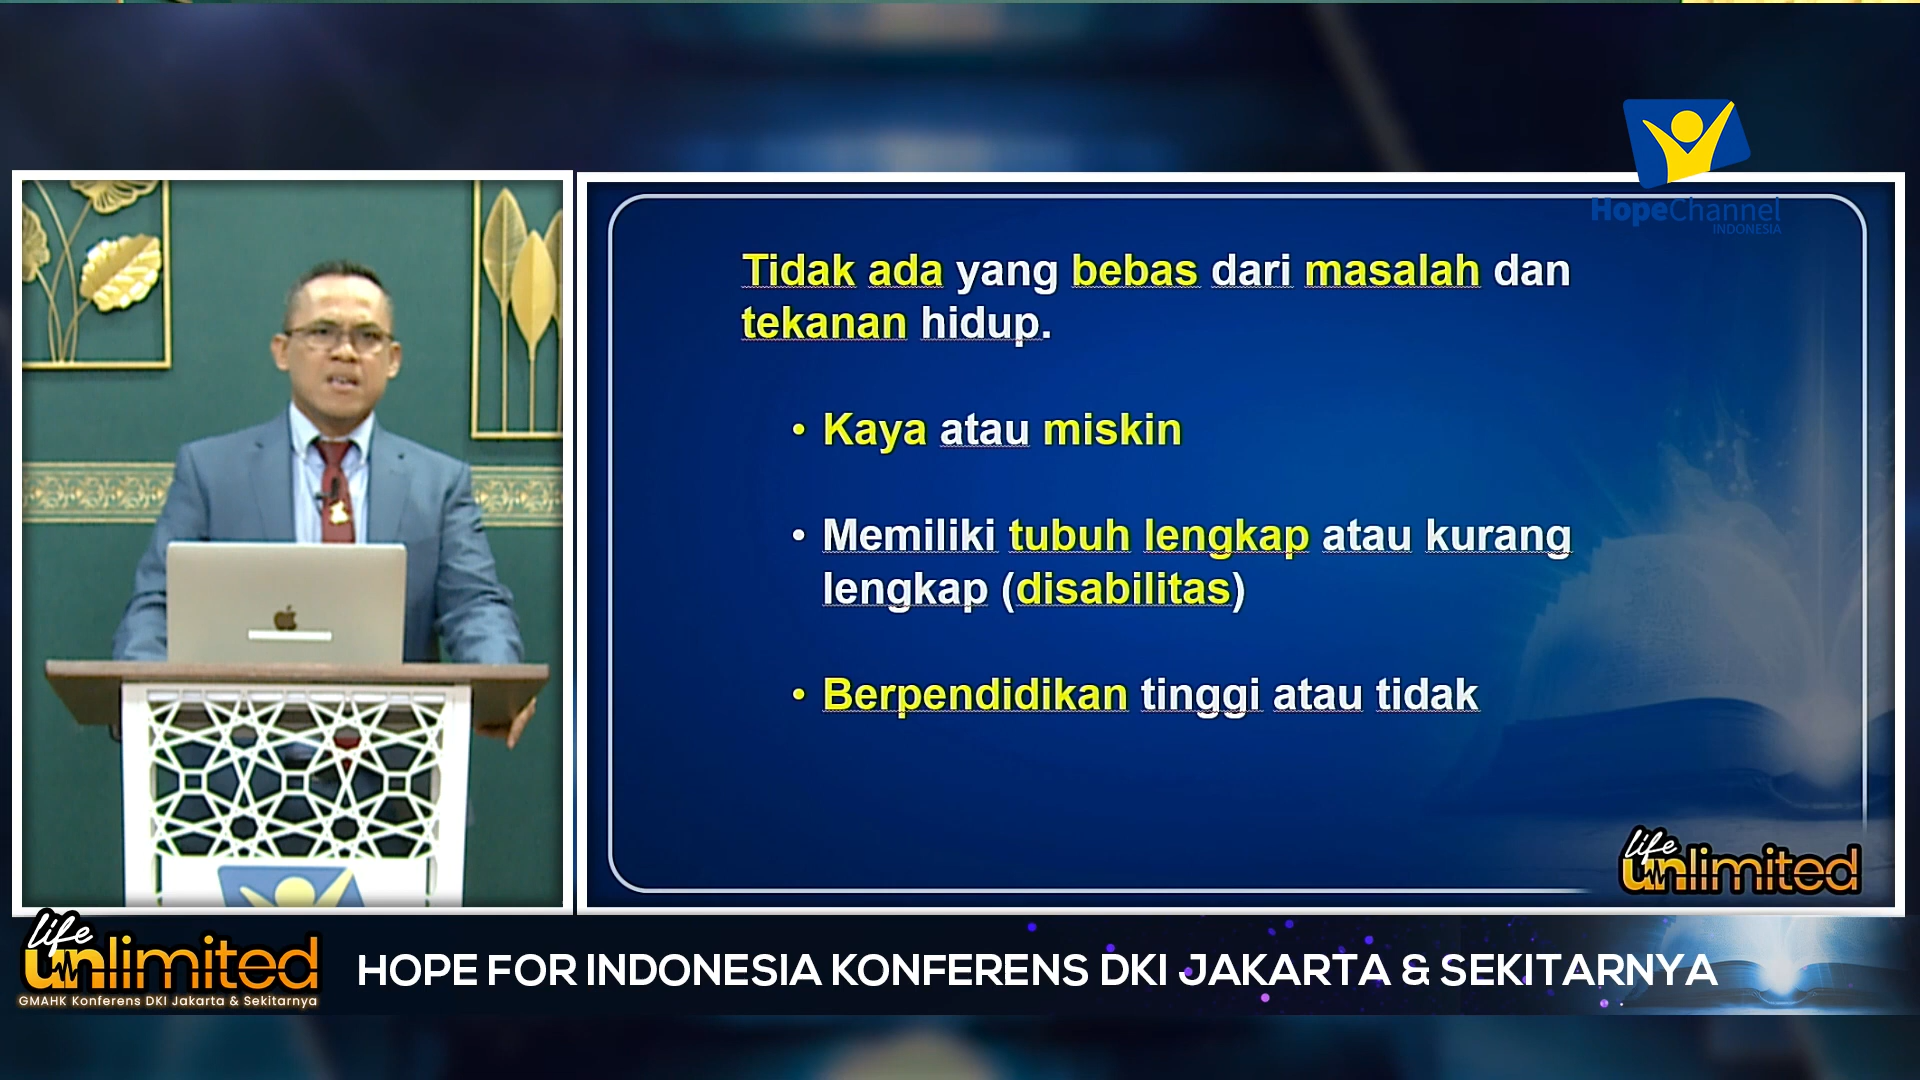 HopeChannel
INDONESIA
Tidak ada yang bebas dari masalah dan
tekanan hidup.
• Kaya atau miskin
• Memiliki tubuh lengkap atau kurang
lengkap (disabilitas)
• Berpendidikan tinggi atau tidak
life
unlimited
life
unlimited
GMAHK Konferens DKI Jakarta & Sekitarnya
HOPE FOR INDONESIA KONFERENS DKI JAKARTA & SEKITARNYA